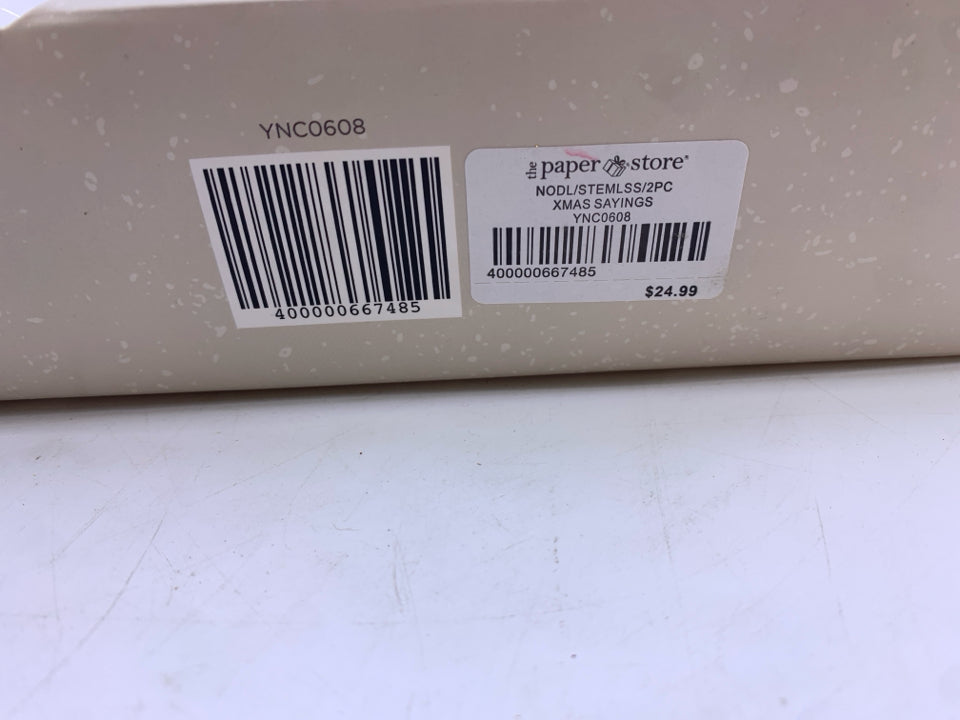 YNC0608
400000667485
the paper store®
NODL/STEMLSS/2PC
XMAS SAYINGS
YNC0608
400000667485
$24.99